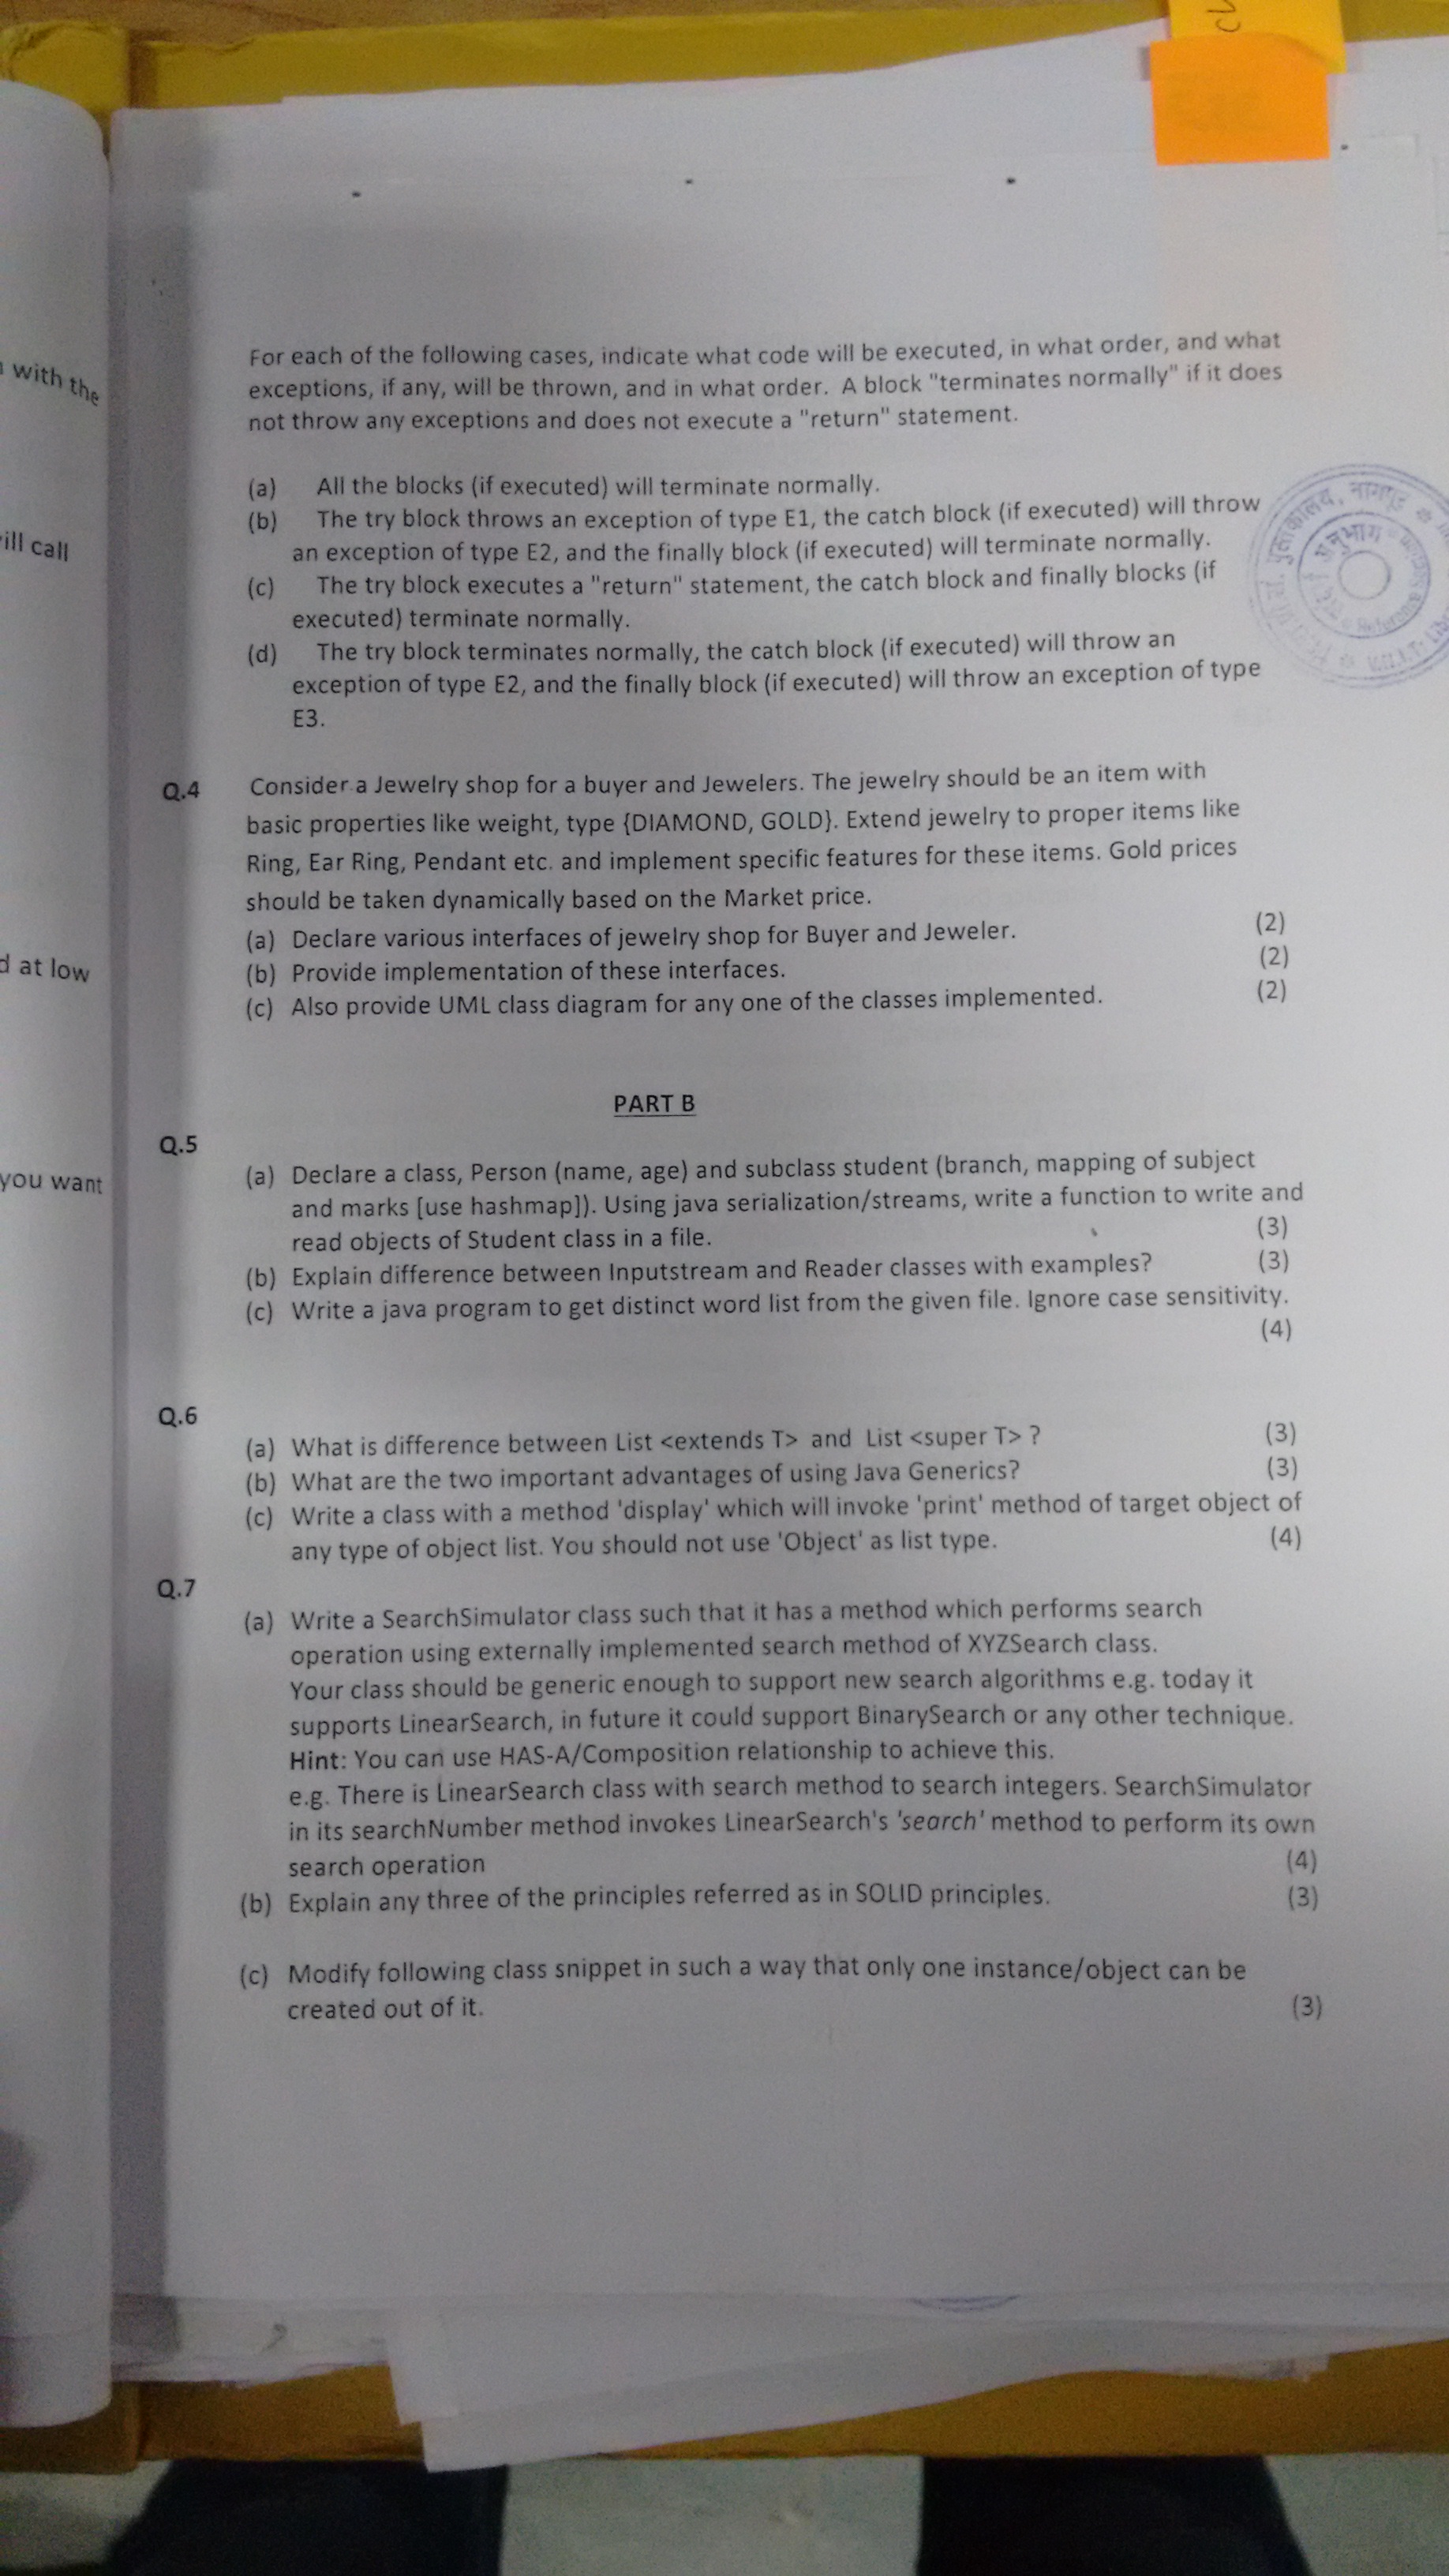 with the
ill call
d at low
you want
For each of the following cases, indicate what code will be executed, in what order, and what
exceptions, if any, will be thrown, and in what order. A block "terminates normally" if it does
not throw any exceptions and does not execute a "return" statement.
(a) All the blocks (if executed) will terminate normally.
(b) The try block throws an exception of type E1, the catch block (if executed) will throw
an exception of type E2, and the finally block (if executed) will terminate normally.
(c) The try block executes a "return" statement, the catch block and finally blocks (if
executed) terminate normally.
(d) The try block terminates normally, the catch block (if executed) will throw an
exception of type E2, and the finally block (if executed) will throw an exception of type
E3.
Q.4 Consider a Jewelry shop for a buyer and Jewelers. The jewelry should be an item with
basic properties like weight, type {DIAMOND, GOLD}. Extend jewelry to proper items like
Ring, Ear Ring, Pendant etc. and implement specific features for these items. Gold prices
should be taken dynamically based on the Market price.
(a) Declare various interfaces of jewelry shop for Buyer and Jeweler. (2)
(b) Provide implementation of these interfaces. (2)
(c) Also provide UML class diagram for any one of the classes implemented. (2)
PART B
Q.5
(a) Declare a class, Person (name, age) and subclass student (branch, mapping of subject
and marks [use hashmap]). Using java serialization/streams, write a function to write and
read objects of Student class in a file. (3)
(b) Explain difference between Inputstream and Reader classes with examples? (3)
(c) Write a java program to get distinct word list from the given file. Ignore case sensitivity.
(4)
Q.6
(a) What is difference between List <extends T> and List <super T> ? (3)
(b) What are the two important advantages of using Java Generics? (3)
(c) Write a class with a method 'display' which will invoke 'print' method of target object of
any type of object list. You should not use 'Object' as list type. (4)
Q.7
(a) Write a SearchSimulator class such that it has a method which performs search
operation using externally implemented search method of XYZSearch class.
Your class should be generic enough to support new search algorithms e.g. today it
supports LinearSearch, in future it could support BinarySearch or any other technique.
Hint: You can use HAS-A/Composition relationship to achieve this.
e.g. There is LinearSearch class with search method to search integers. SearchSimulator
in its searchNumber method invokes LinearSearch's 'search' method to perform its own
search operation (4)
(b) Explain any three of the principles referred as in SOLID principles. (3)
(c) Modify following class snippet in such a way that only one instance/object can be
created out of it. (3)